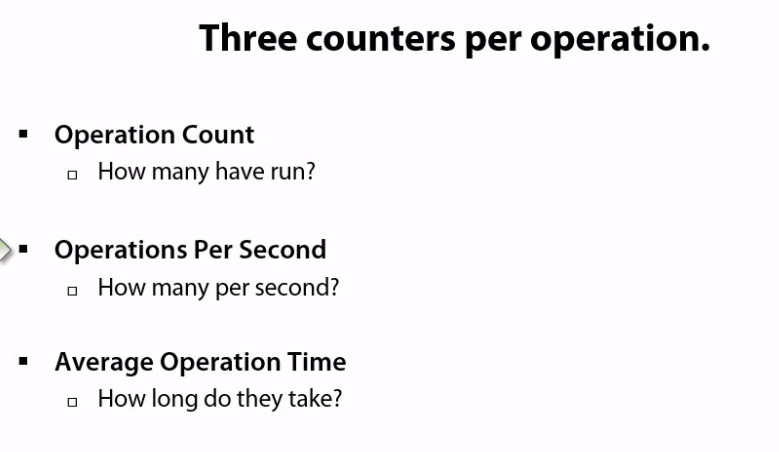 Three counters per operation.
Operation Count
How many have run?
Operations Per Second
How many per second?
Average Operation Time
How long do they take?